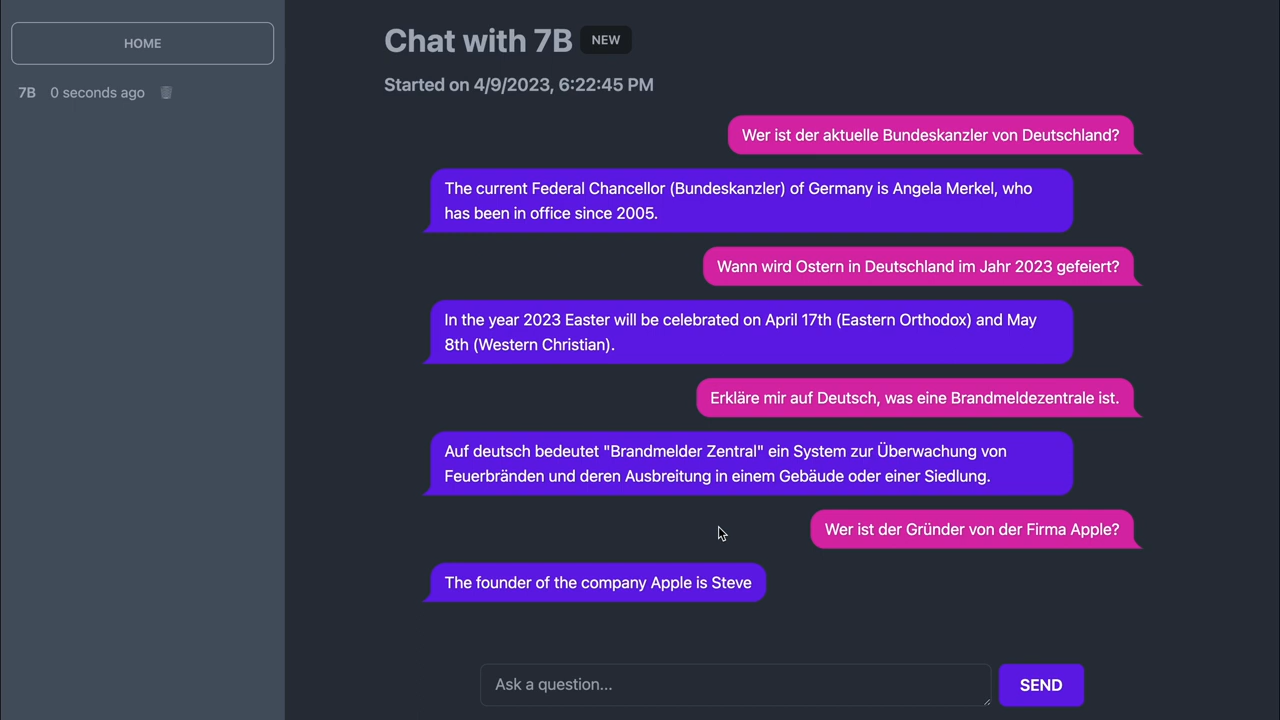 HOME
7B 0 seconds ago
Chat with 7B NEW
Started on 4/9/2023, 6:22:45 PM
Wer ist der aktuelle Bundeskanzler von Deutschland?
The current Federal Chancellor (Bundeskanzler) of Germany is Angela Merkel, who
has been in office since 2005.
Wann wird Ostern in Deutschland im Jahr 2023 gefeiert?
In the year 2023 Easter will be celebrated on April 17th (Eastern Orthodox) and May
8th (Western Christian).
Erkläre mir auf Deutsch, was eine Brandmeldezentrale ist.
Auf deutsch bedeutet "Brandmelder Zentral" ein System zur Überwachung von
Feuerbränden und deren Ausbreitung in einem Gebäude oder einer Siedlung.
Wer ist der Gründer von der Firma Apple?
The founder of the company Apple is Steve
Ask a question...
SEND